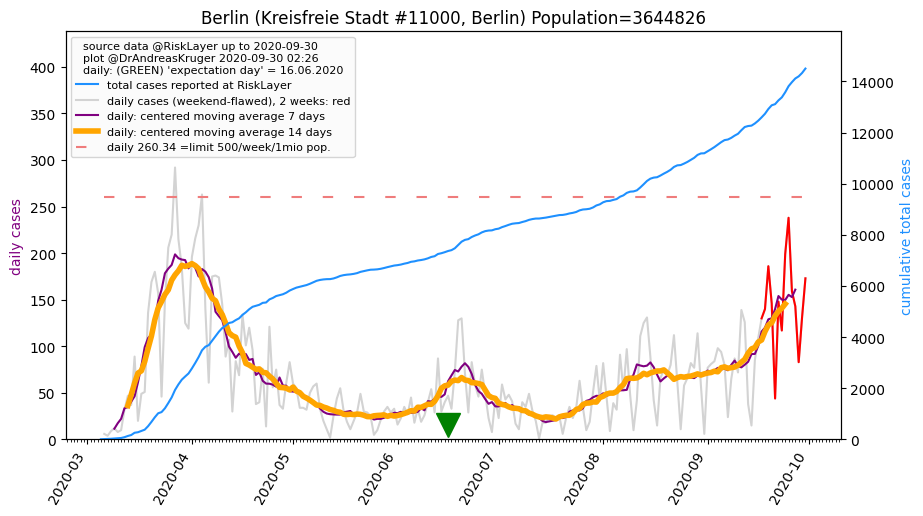 Berlin (Kreisfreie Stadt #11000, Berlin) Population=3644826
source data @RiskLayer up to 2020-09-30
plot @DrAndreasKruger 2020-09-30 02:26
daily: (GREEN) 'expectation day' = 16.06.2020
total cases reported at RiskLayer
daily cases (weekend-flawed), 2 weeks: red
daily: centered moving average 7 days
daily: centered moving average 14 days
daily 260.34 =limit 500/week/1mio pop.
daily cases
400
350
300
250
200
150
100
50
0
cumulative total cases
14000
12000
10000
8000
6000
4000
2000
0
2020-03
2020-04
2020-05
2020-06
2020-07
2020-08
2020-09
2020-10